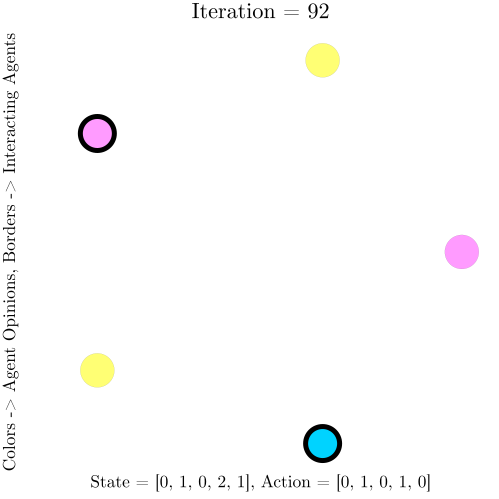 Iteration = 92
Colors -> Agent Opinions, Borders -> Interacting Agents
State = [0, 1, 0, 2, 1], Action = [0, 1, 0, 1, 0]